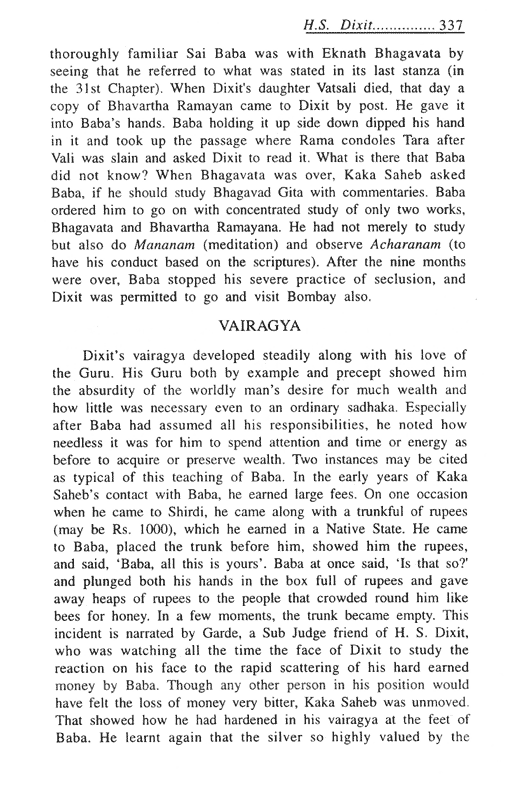 H.S. Dixit............... 337
thoroughly familiar Sai Baba was with Eknath Bhagavata by
seeing that he referred to what was stated in its last stanza (in
the 31st Chapter). When Dixit's daughter Vatsali died, that day a
copy of Bhavartha Ramayan came to Dixit by post. He gave it
into Baba's hands. Baba holding it up side down dipped his hand
in it and took up the passage where Rama condoles Tara after
Vali was slain and asked Dixit to read it. What is there that Baba
did not know? When Bhagavata was over, Kaka Saheb asked
Baba, if he should study Bhagavad Gita with commentaries. Baba
ordered him to go on with concentrated study of only two works,
Bhagavata and Bhavartha Ramayana. He had not merely to study
but also do Mananam (meditation) and observe Acharanam (to
have his conduct based on the scriptures). After the nine months
were over, Baba stopped his severe practice of seclusion, and
Dixit was permitted to go and visit Bombay also.
VAIRAGYA
Dixit's vairagya developed steadily along with his love of
the Guru. His Guru both by example and precept showed him
the absurdity of the worldly man's desire for much wealth and
how little was necessary even to an ordinary sadhaka. Especially
after Baba had assumed all his responsibilities, he noted how
needless it was for him to spend attention and time or energy as
before to acquire or preserve wealth. Two instances may be cited
as typical of this teaching of Baba. In the early years of Kaka
Saheb's contact with Baba, he earned large fees. On one occasion
when he came to Shirdi, he came along with a trunkful of rupees
(may be Rs. 1000), which he earned in a Native State. He came
to Baba, placed the trunk before him, showed him the rupees,
and said, 'Baba, all this is yours'. Baba at once said, 'Is that so?'
and plunged both his hands in the box full of rupees and gave
away heaps of rupees to the people that crowded round him like
bees for honey. In a few moments, the trunk became empty. This
incident is narrated by Garde, a Sub Judge friend of H. S. Dixit,
who was watching all the time the face of Dixit to study the
reaction on his face to the rapid scattering of his hard earned
money by Baba. Though any other person in his position would
have felt the loss of money very bitter, Kaka Saheb was unmoved.
That showed how he had hardened in his vairagya at the feet of
Baba. He learnt again that the silver so highly valued by the